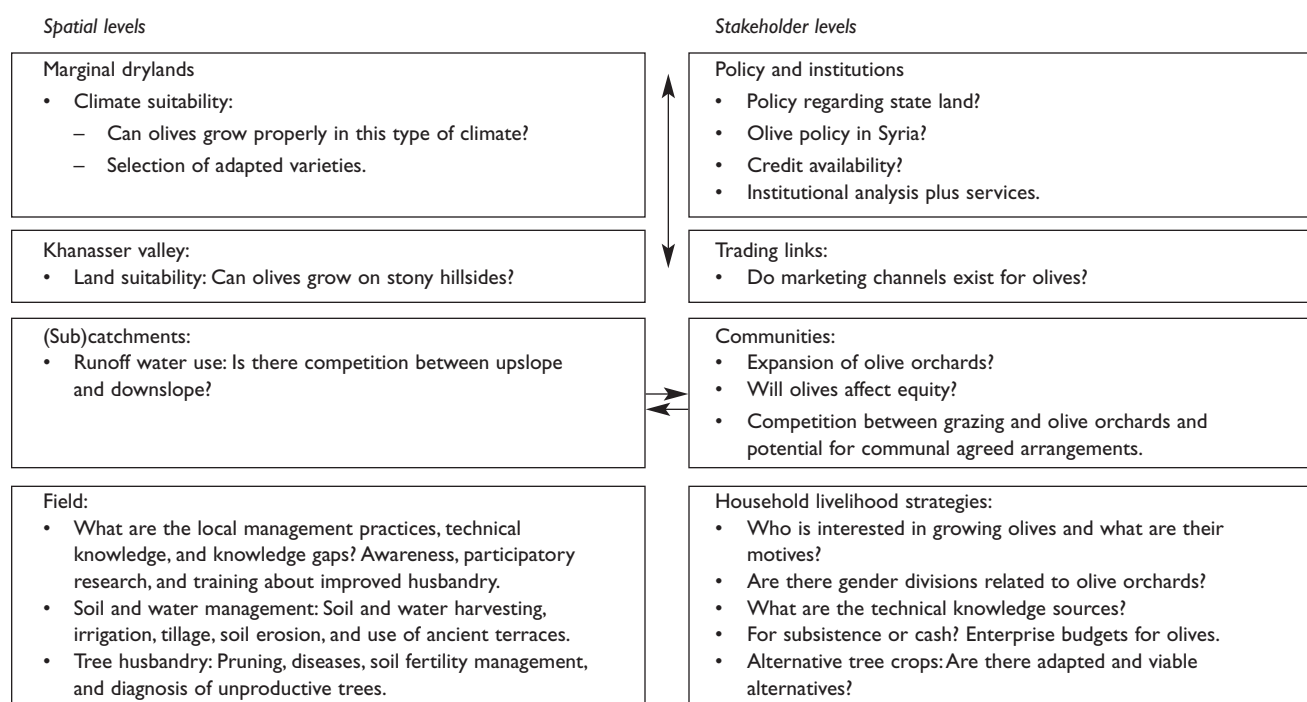 Spatial levels
Stakeholder levels
Marginal drylands
• Climate suitability:
– Can olives grow properly in this type of climate?
– Selection of adapted varieties.
Policy and institutions
• Policy regarding state land?
• Olive policy in Syria?
• Credit availability?
• Institutional analysis plus services.
Khanasser valley:
• Land suitability: Can olives grow on stony hillsides?
Trading links:
• Do marketing channels exist for olives?
(Sub)catchments:
• Runoff water use: Is there competition between upslope
and downslope?
Communities:
• Expansion of olive orchards?
• Will olives affect equity?
• Competition between grazing and olive orchards and
potential for communal agreed arrangements.
Field:
• What are the local management practices, technical
knowledge, and knowledge gaps? Awareness, participatory
research, and training about improved husbandry.
• Soil and water management: Soil and water harvesting,
irrigation, tillage, soil erosion, and use of ancient terraces.
• Tree husbandry: Pruning, diseases, soil fertility management,
and diagnosis of unproductive trees.
Household livelihood strategies:
• Who is interested in growing olives and what are their
motives?
• Are there gender divisions related to olive orchards?
• What are the technical knowledge sources?
• For subsistence or cash? Enterprise budgets for olives.
• Alternative tree crops: Are there adapted and viable
alternatives?